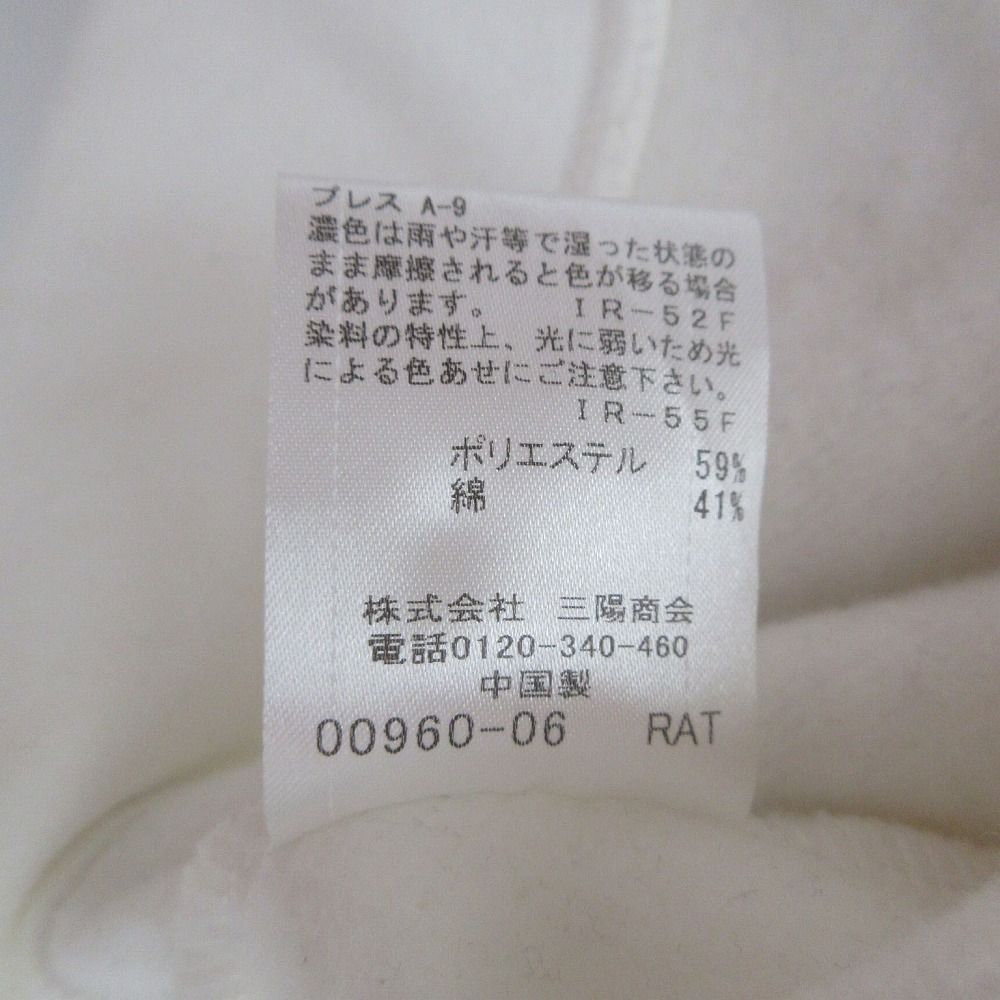 プレス A-9
濃色は雨や汗等で湿った状態の
まま摩擦されると色が移る場合
があります。 ＩＲ－５２Ｆ
染料の特性上、光に弱いため光
による色あせにご注意下さい。
ＩＲ－５５Ｆ
ポリエステル 59%
綿 41%
株式会社 三陽商会
電話0120-340-460
中国製
00960-06 RAT